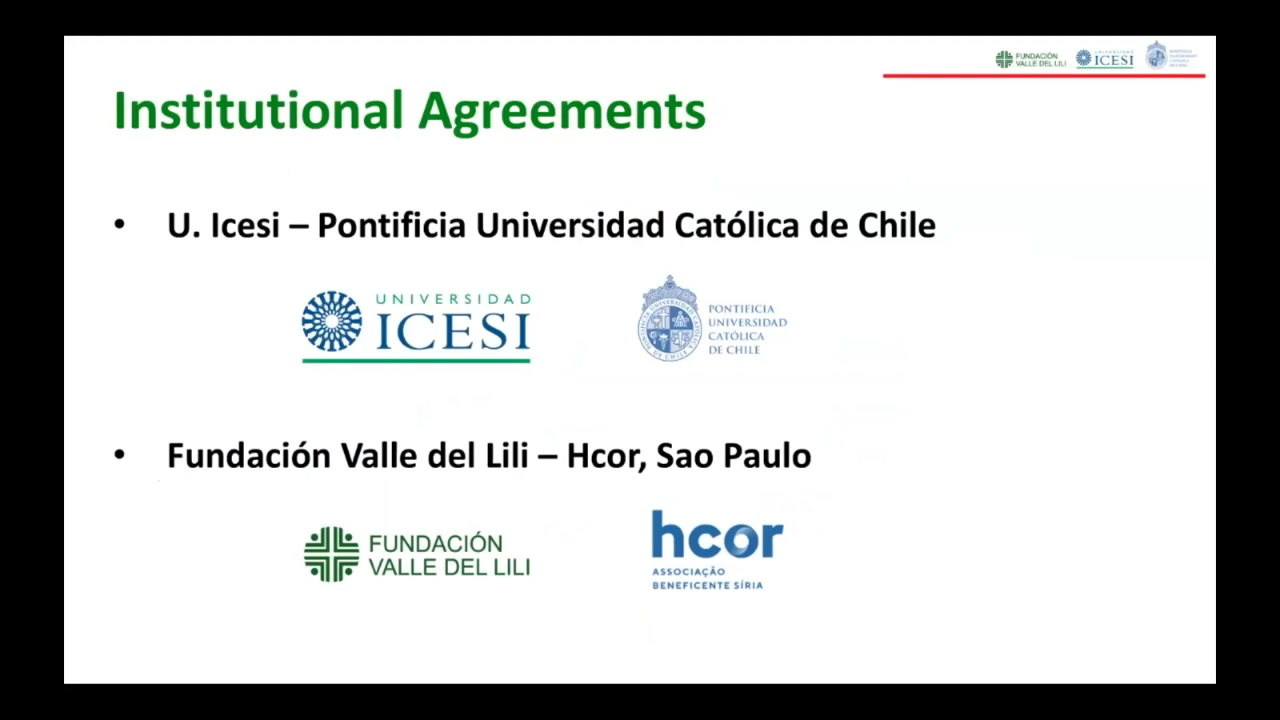 FUNDACIÓN
VALLE DEL LILI
UNIVERSIDAD
ICESI
Institutional Agreements
• U. Icesi – Pontificia Universidad Católica de Chile
UNIVERSIDAD
ICESI
PONTIFICIA
UNIVERSIDAD
CATÓLICA
DE CHILE
• Fundación Valle del Lili – Hcor, Sao Paulo
FUNDACIÓN
VALLE DEL LILI
hcor
ASSOCIAÇÃO
BENEFICENTE SÍRIA